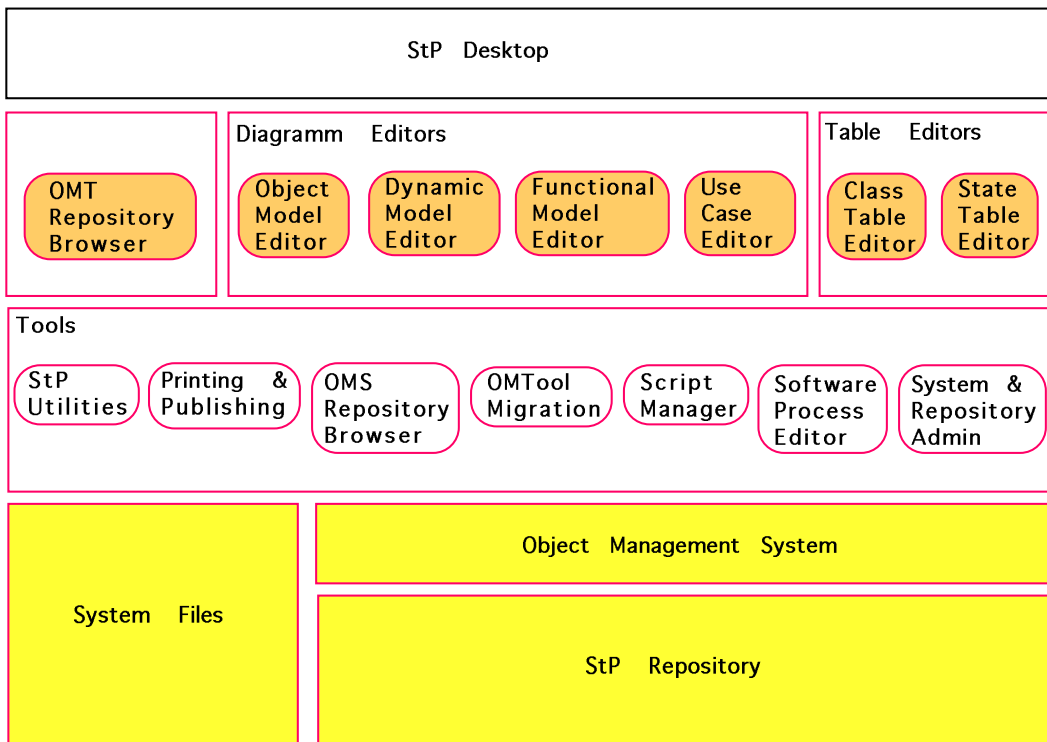 StP Desktop
Diagramm Editors
Table Editors
OMT
Repository
Browser
Object
Model
Editor
Dynamic
Model
Editor
Functional
Model
Editor
Use
Case
Editor
Class
Table
Editor
State
Table
Editor
Tools
StP
Utilities
Printing &
Publishing
OMS
Repository
Browser
OMTool
Migration
Script
Manager
Software
Process
Editor
System &
Repository
Admin
Object Management System
System Files
StP Repository